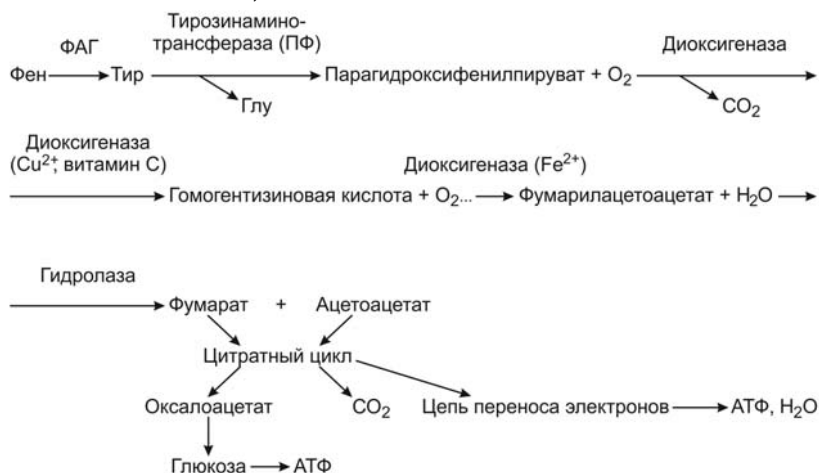 Тирозинамино-
трансфераза (ПФ)
ФАГ
Диоксигеназа
Фен Тир Парагидроксифенилпируват + O2
Глу CO2
Диоксигеназа
(Cu2+; витамин С) Диоксигеназа (Fe2+)
Гомогентизиновая кислота + O2... Фумарилацетоацетат + H2O
Гидролаза
Фумарат + Ацетоацетат
Цитратный цикл
Оксалоацетат CO2 Цепь переноса электронов АТФ, H2O
Глюкоза АТФ